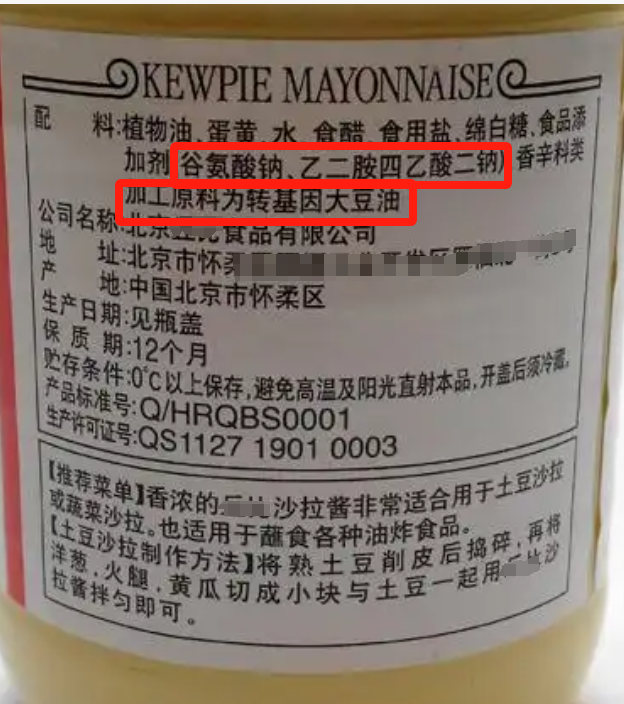 KEWPIE MAYONNAISE
配 料:植物油、蛋黄、水、食醋、食用盐、绵白糖、食品添
加剂(谷氨酸钠、乙二胺四乙酸二钠)香辛料类
加工原料为转基因大豆油
公司名称:北京 食品有限公司
地 址:北京市怀柔
产 地:中国北京市怀柔区
生产日期:见瓶盖
保 质 期:12个月
贮存条件:0℃以上保存,避免高温及阳光直射本品,开盖后须冷藏。
产品标准号:Q/HRQBS0001
生产许可证号:QS1127 1901 0003
【推荐菜单】香浓的 沙拉酱非常适合用于土豆沙拉
或蔬菜沙拉。也适用于蘸食各种油炸食品。
【土豆沙拉制作方法】将熟土豆削皮后捣碎,再将
洋葱,火腿,黄瓜切成小块与土豆一起用 沙
拉酱拌匀即可。